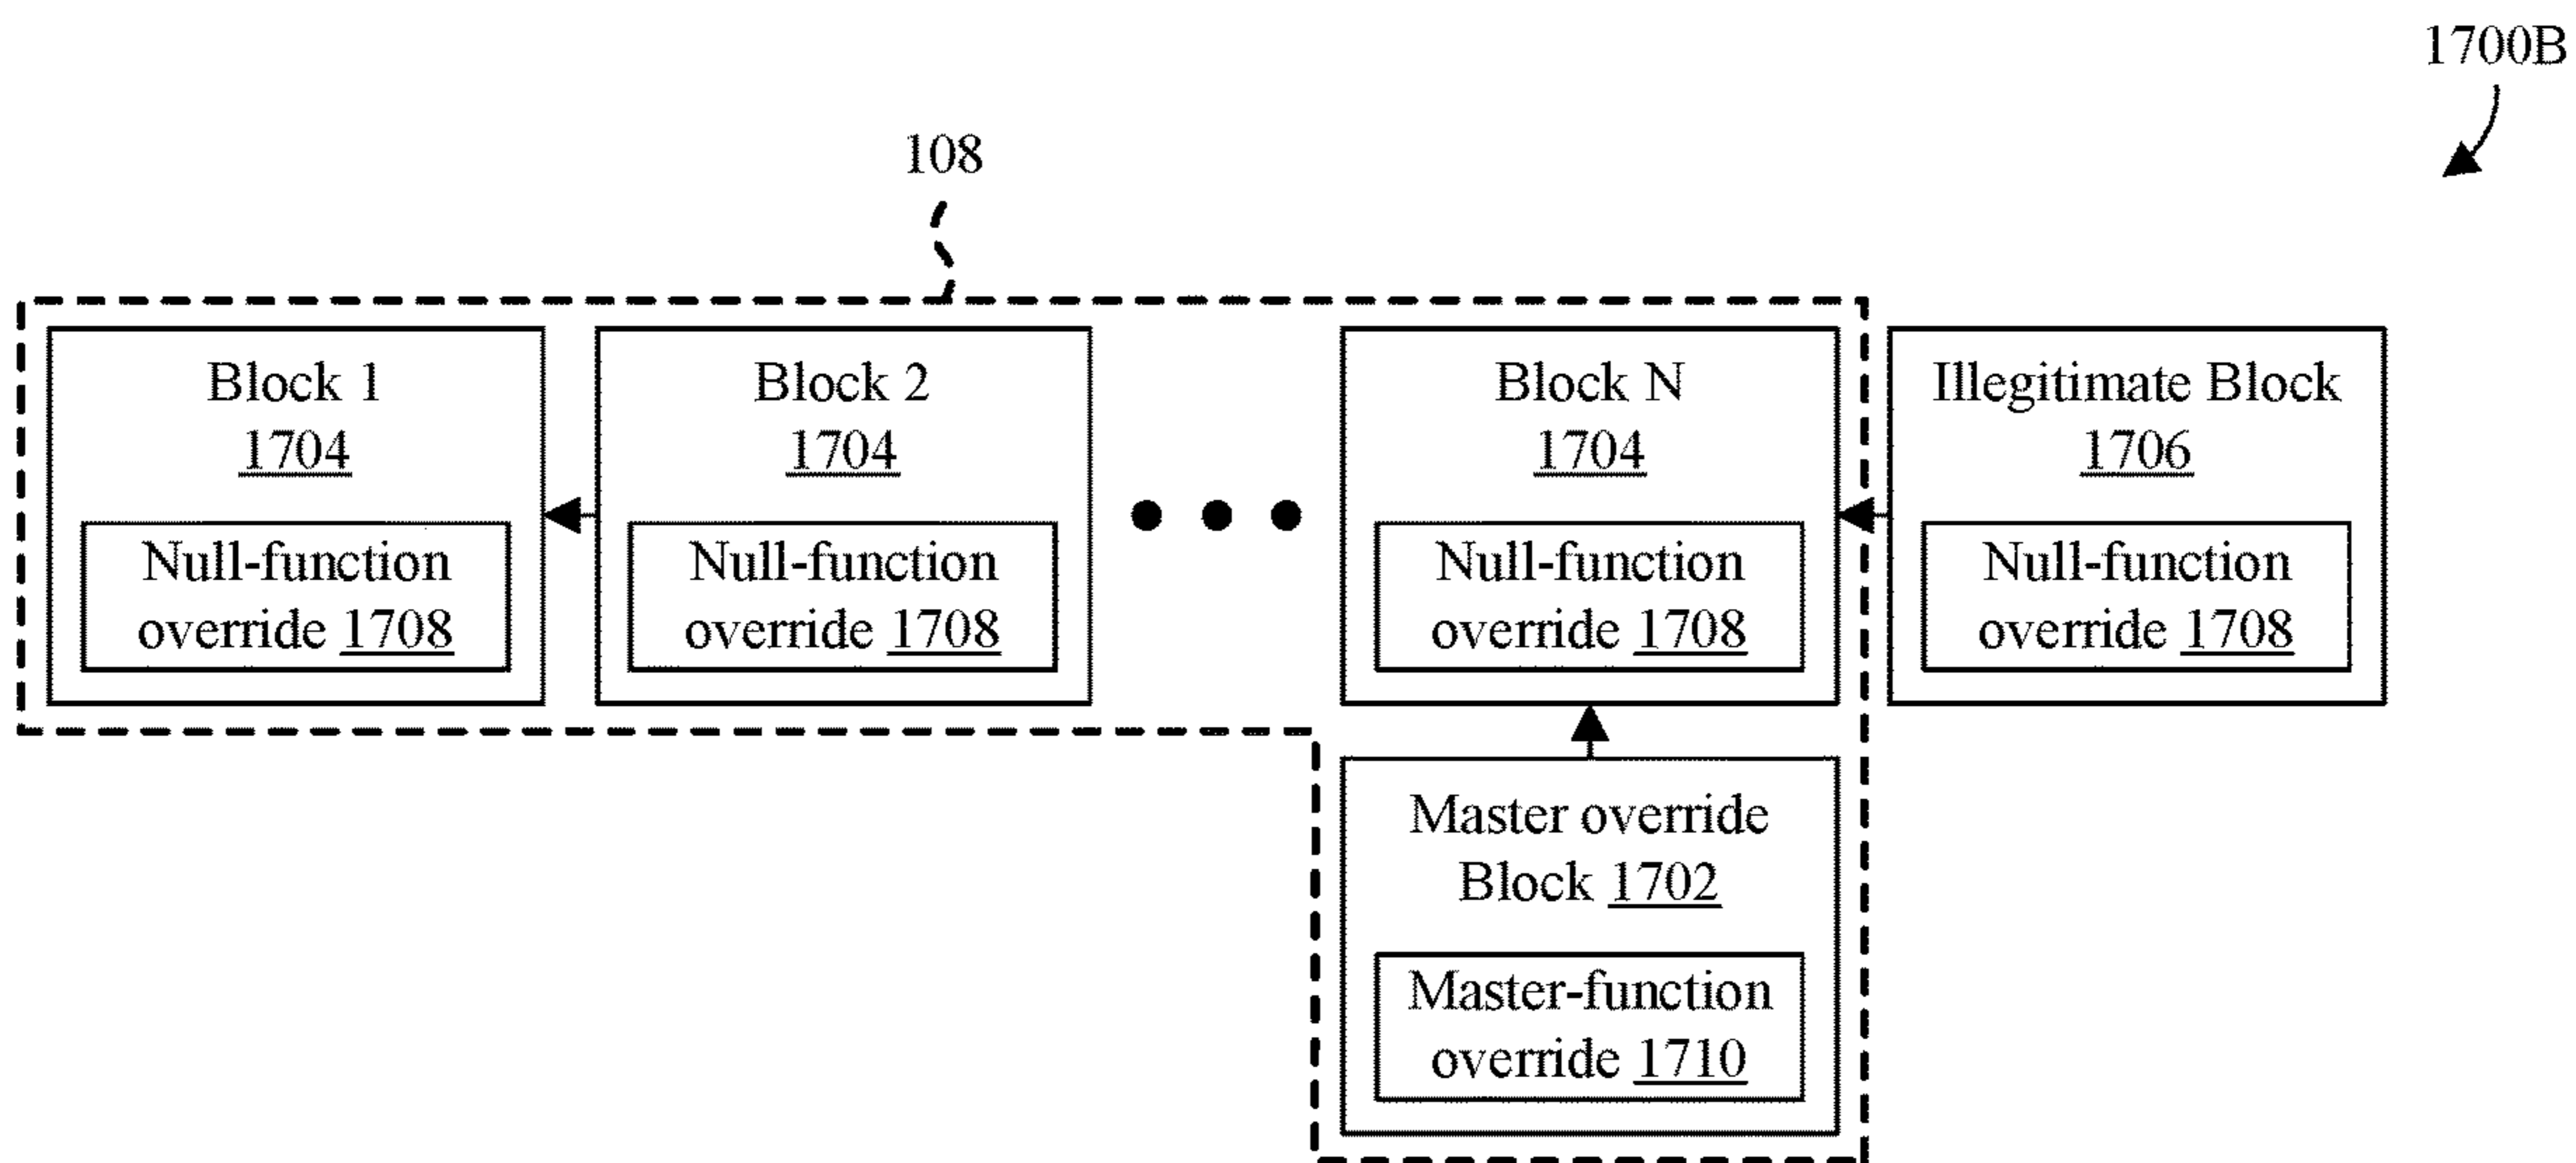 1700B
108
Block 1
1704
Null-function
override 1708
Block 2
1704
Null-function
override 1708
Block N
1704
Null-function
override 1708
Illegitimate Block
1706
Null-function
override 1708
Master override
Block 1702
Master-function
override 1710